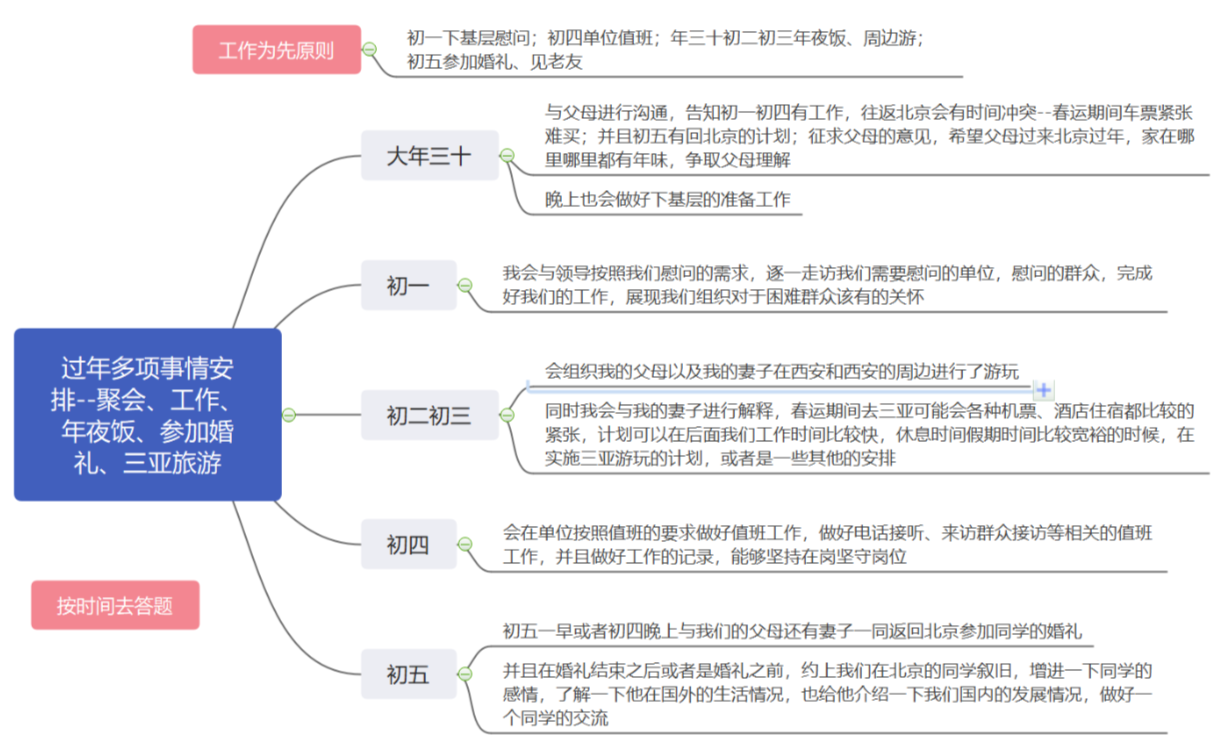 工作为先原则
初一下基层慰问；初四单位值班；年三十初二初三年夜饭、周边游；
初五参加婚礼、见老友
大年三十
与父母进行沟通，告知初一初四有工作，往返北京会有时间冲突--春运期间车票紧张
难买；并且初五有回北京的计划；征求父母的意见，希望父母过来北京过年，家在哪
里哪里都有年味，争取父母理解
晚上也会做好下基层的准备工作
初一
我会与领导按照我们慰问的需求，逐一走访我们需要慰问的单位，慰问的群众，完成
好我们的工作，展现我们组织对于困难群众该有的关怀
过年多项事情安
排--聚会、工作、
年夜饭、参加婚
礼、三亚旅游
初二初三
会组织我的父母以及我的妻子在西安和西安的周边进行了游玩
同时我会与我的妻子进行解释，春运期间去三亚可能会各种机票、酒店住宿都比较的
紧张，计划可以在后面我们工作时间比较快，休息时间假期时间比较宽裕的时候，在
实施三亚游玩的计划，或者是一些其他的安排
初四
会在单位按照值班的要求做好值班工作，做好电话接听、来访群众接访等相关的值班
工作，并且做好工作的记录，能够坚持在岗坚守岗位
按时间去答题
初五
初五一早或者初四晚上与我们的父母还有妻子一同返回北京参加同学的婚礼
并且在婚礼结束之后或者是婚礼之前，约上我们在北京的同学叙旧，增进一下同学的
感情，了解一下他在国外的生活情况，也给他介绍一下我们国内的发展情况，做好一
个同学的交流